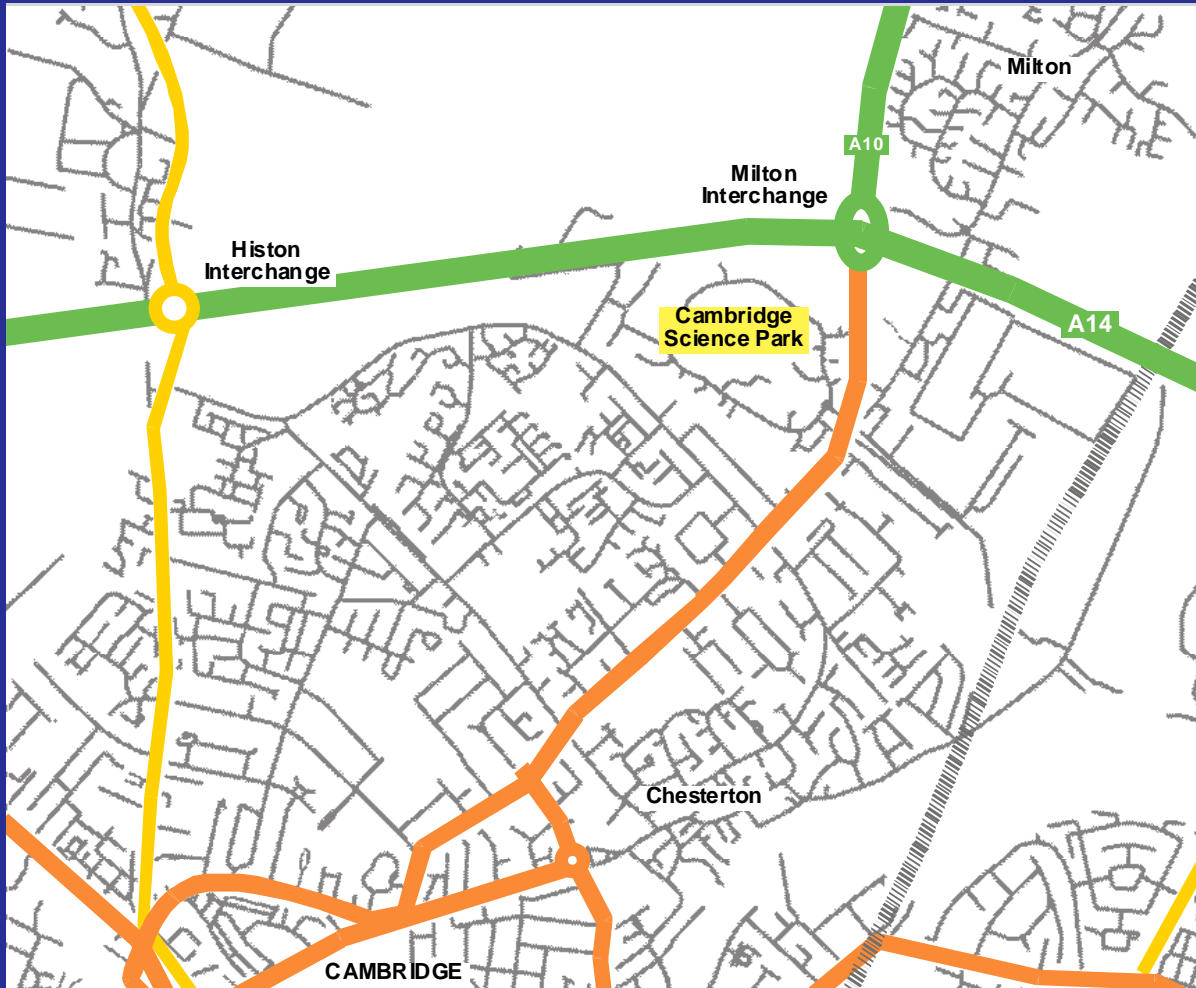 Milton
A10
Milton
Interchange
Histon
Interchange
Cambridge
Science Park
A14
Chesterton
CAMBRIDGE